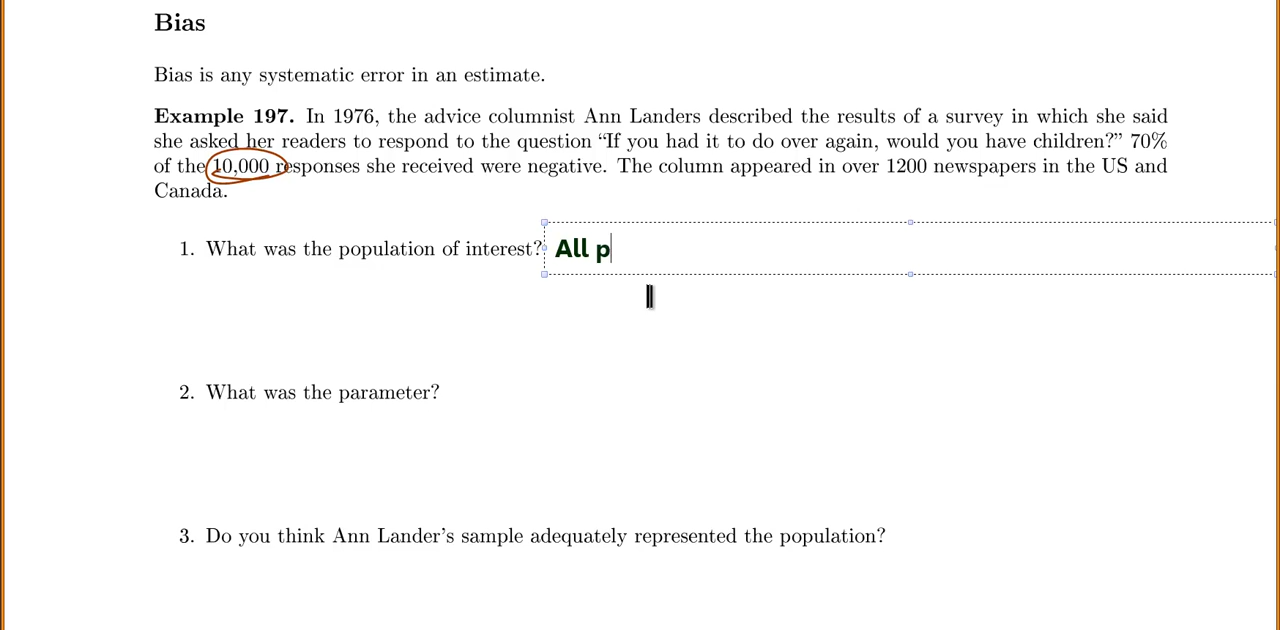 Bias
Bias is any systematic error in an estimate.
Example 197. In 1976, the advice columnist Ann Landers described the results of a survey in which she said
she asked her readers to respond to the question “If you had it to do over again, would you have children?” 70%
of the 10,000 responses she received were negative. The column appeared in over 1200 newspapers in the US and
Canada.
1. What was the population of interest? All p
2. What was the parameter?
3. Do you think Ann Lander’s sample adequately represented the population?